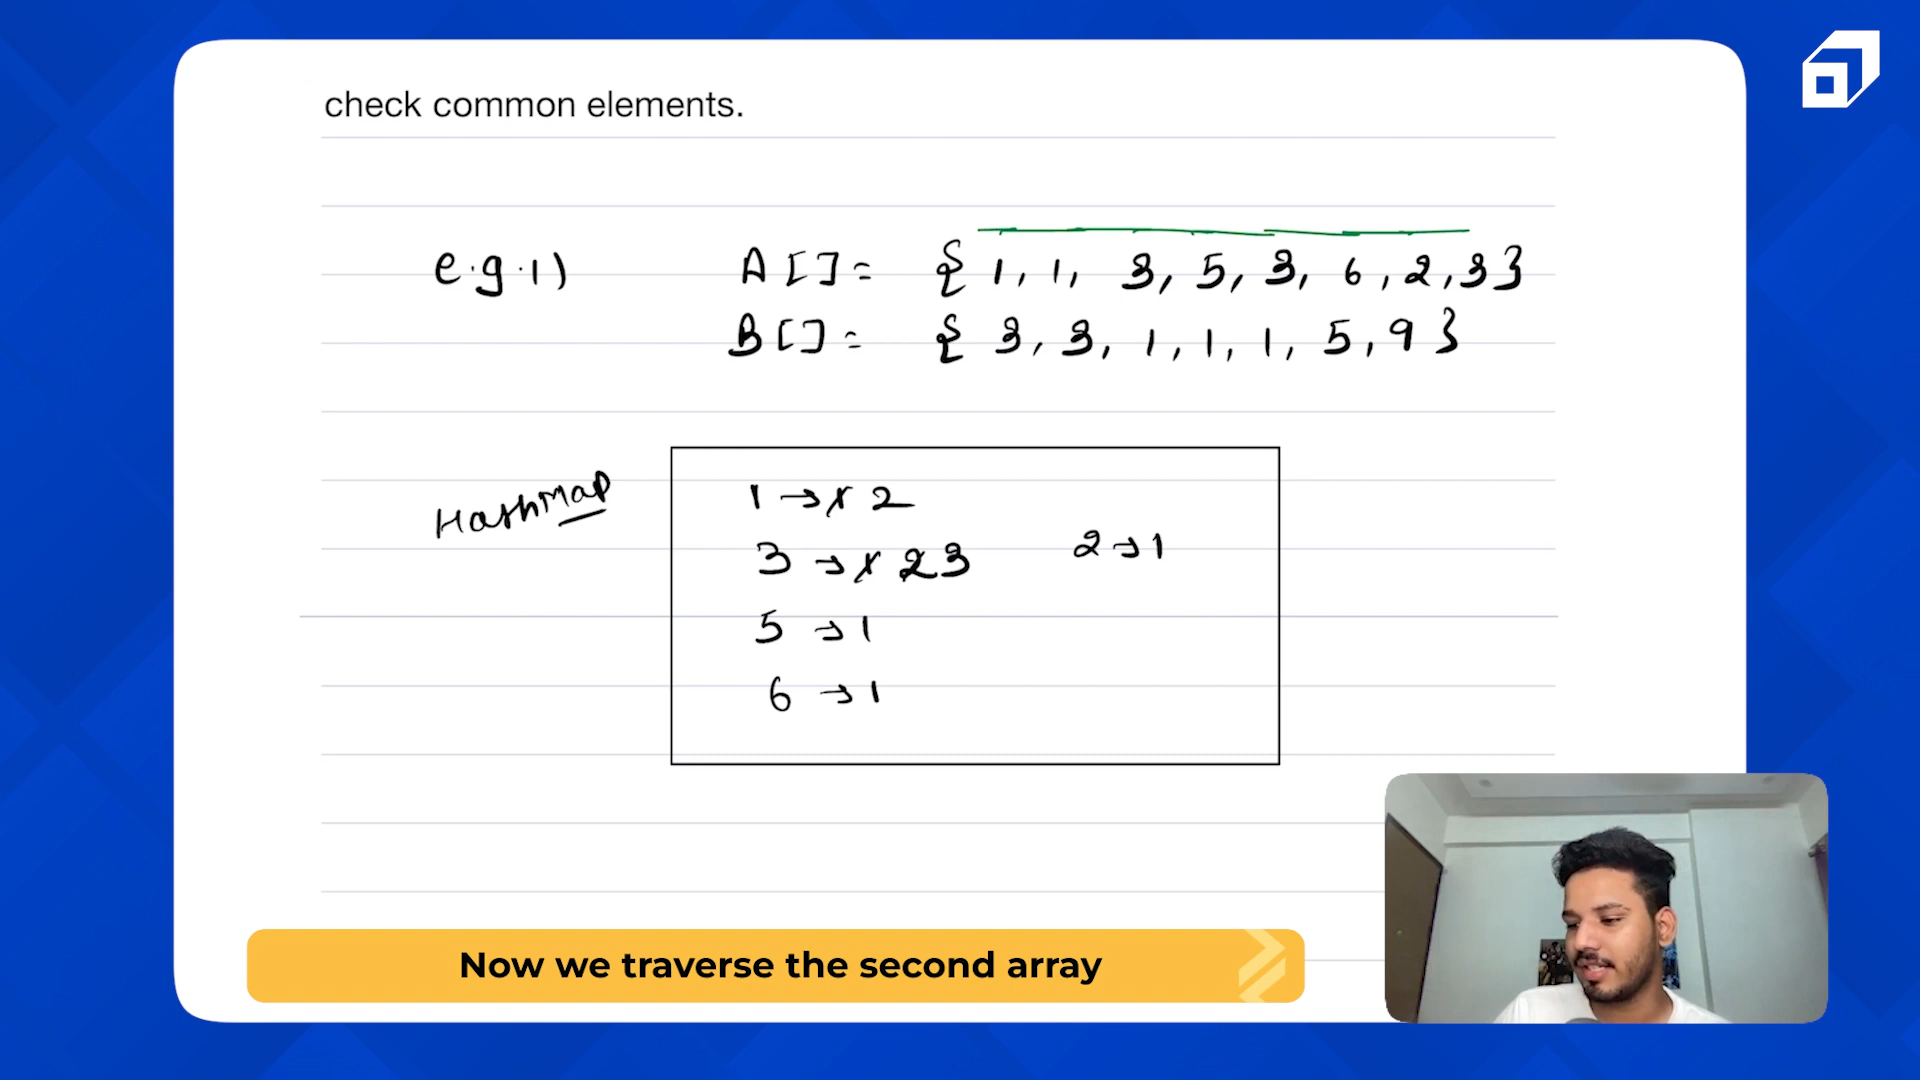 check common elements.
e.g.1) A[] = { 1, 1, 3, 5, 3, 6, 2, 3 }
B[] = { 3, 3, 1, 1, 1, 5, 9 }
HashMap
1 → 1 2
3 → 1 2 3
2 → 1
5 → 1
6 → 1
Now we traverse the second array